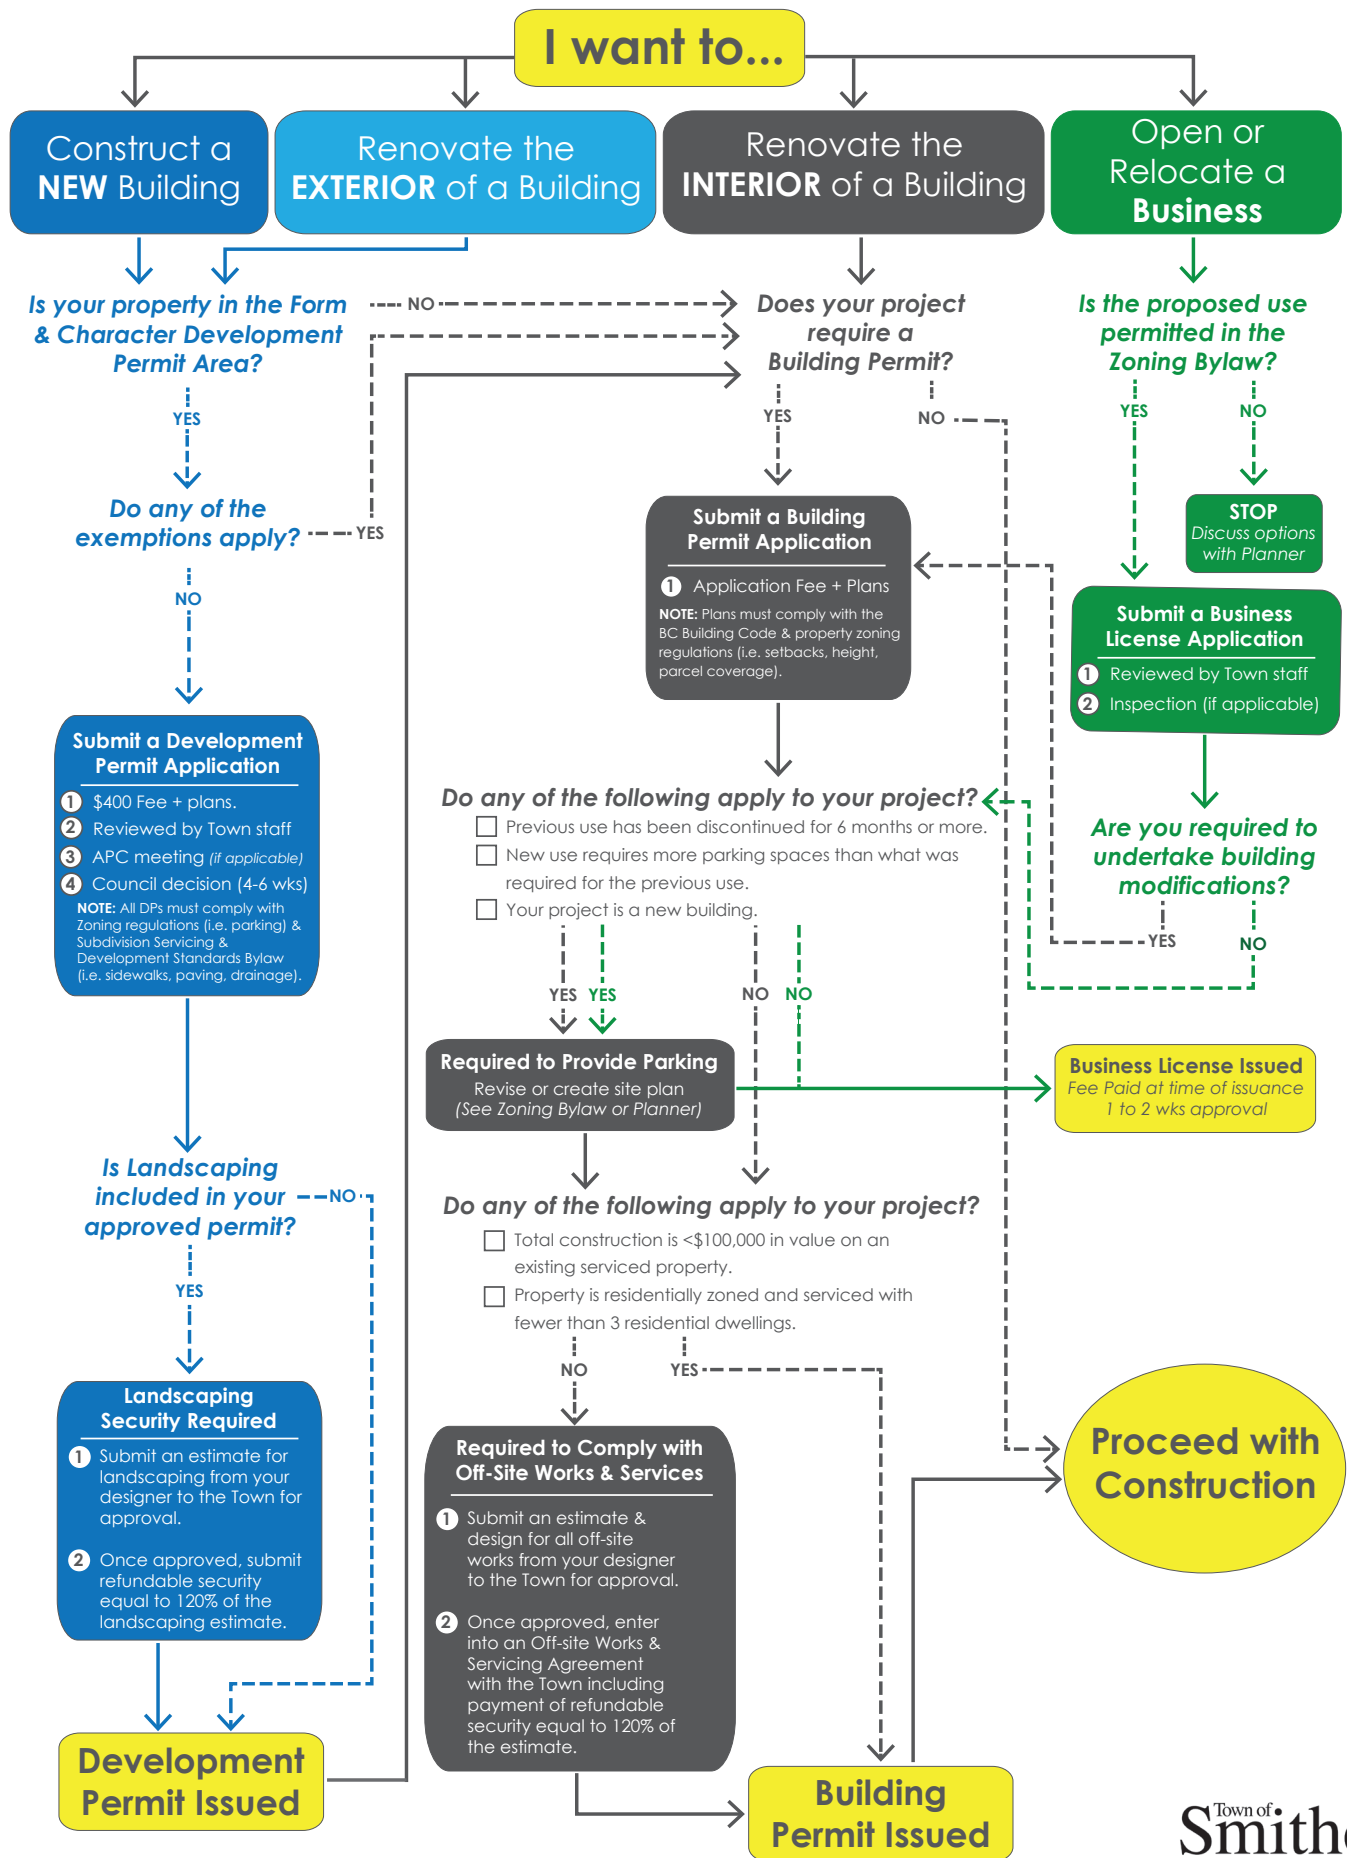 I want to...
Construct a
NEW Building
Renovate the
EXTERIOR of a Building
Renovate the
INTERIOR of a Building
Open or
Relocate a
Business
Is your property in the Form
& Character Development
Permit Area?
NO
Does your project
require a
Building Permit?
Is the proposed use
permitted in the
Zoning Bylaw?
YES
YES
NO
YES
NO
Do any of the
exemptions apply?
YES
NO
Submit a Building
Permit Application
1 Application Fee + Plans
NOTE: Plans must comply with the
BC Building Code & property zoning
regulations (i.e. setbacks, height,
parcel coverage).
STOP
Discuss options
with Planner
Submit a Business
License Application
1 Reviewed by Town staff
2 Inspection (if applicable)
Submit a Development
Permit Application
1 $400 Fee + plans.
2 Reviewed by Town staff
3 APC meeting (if applicable)
4 Council decision (4-6 wks)
NOTE: All DPs must comply with
Zoning regulations (i.e. parking) &
Subdivision Servicing &
Development Standards Bylaw
(i.e. sidewalks, paving, drainage).
Do any of the following apply to your project?
Previous use has been discontinued for 6 months or more.
New use requires more parking spaces than what was
required for the previous use.
Your project is a new building.
Are you required to
undertake building
modifications?
YES
NO
YES YES
NO NO
Required to Provide Parking
Revise or create site plan
(See Zoning Bylaw or Planner)
Business License Issued
Fee Paid at time of issuance
1 to 2 wks approval
Is Landscaping
included in your
approved permit?
NO
YES
Do any of the following apply to your project?
Total construction is <$100,000 in value on an
existing serviced property.
Property is residentially zoned and serviced with
fewer than 3 residential dwellings.
NO
YES
Landscaping
Security Required
1 Submit an estimate for
landscaping from your
designer to the Town for
approval.
2 Once approved, submit
refundable security
equal to 120% of the
landscaping estimate.
Required to Comply with
Off-Site Works & Services
1 Submit an estimate &
design for all off-site
works from your designer
to the Town for approval.
2 Once approved, enter
into an Off-site Works &
Servicing Agreement
with the Town including
payment of refundable
security equal to 120% of
the estimate.
Proceed with
Construction
Development
Permit Issued
Building
Permit Issued
Town of